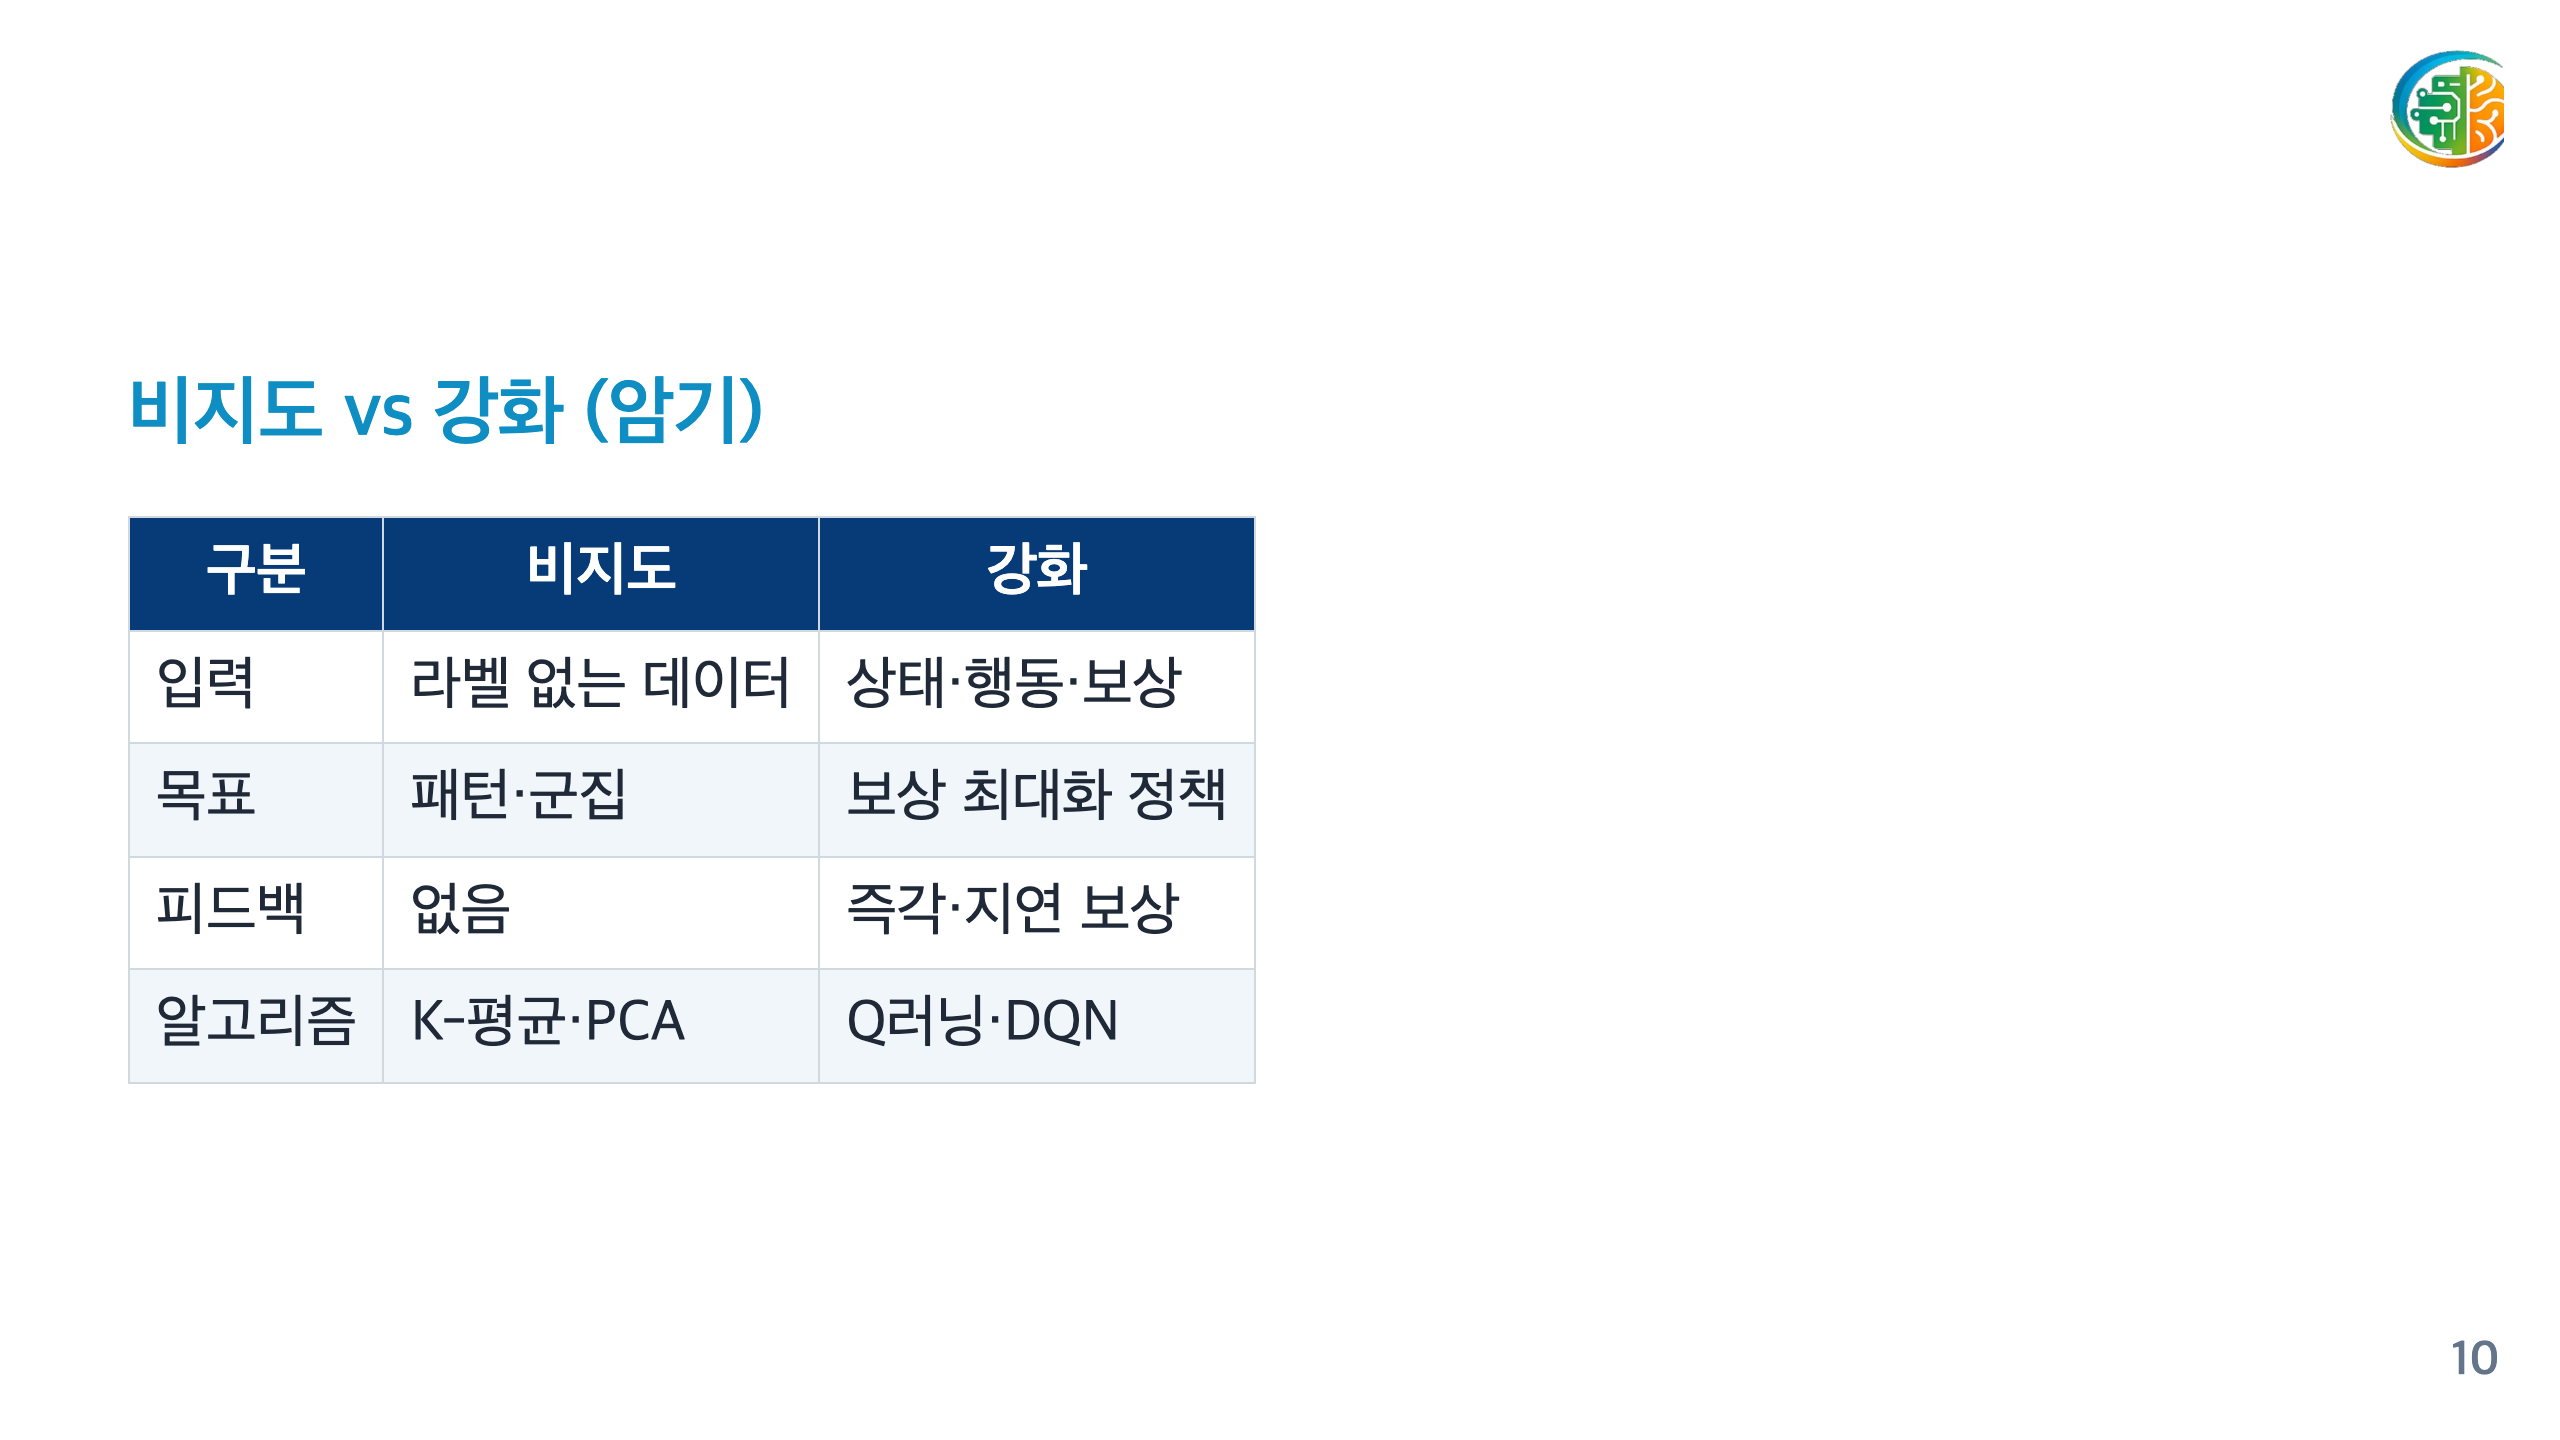 비지도 vs 강화 (암기)
구분 비지도 강화
입력 라벨 없는 데이터 상태·행동·보상
목표 패턴·군집 보상 최대화 정책
피드백 없음 즉각·지연 보상
알고리즘 K-평균·PCA Q러닝·DQN
10